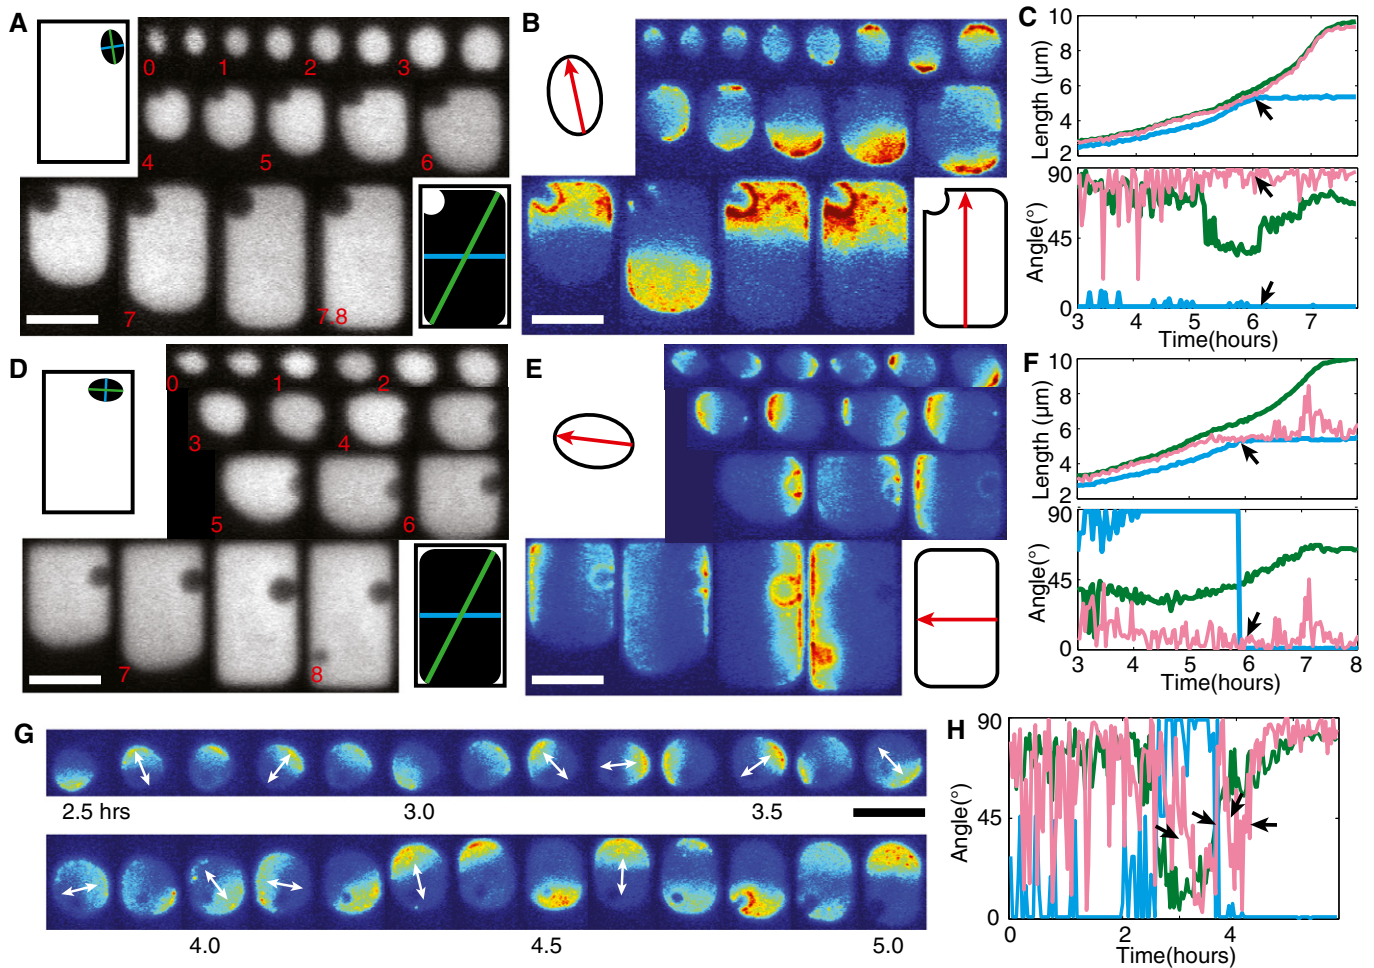 A
0 1 2 3
4 5 6
7 7.8
B
C
Length (µm)
10
8
6
4
2
Angle(°)
90
45
0
3 4 5 6 7
Time(hours)
D
0 1 2
3 4
5 6
7 8
E
F
Length (µm)
10
8
6
4
2
Angle(°)
90
45
0
3 4 5 6 7 8
Time(hours)
G
2.5 hrs 3.0 3.5
4.0 4.5 5.0
H
Angle(°)
90
45
0
0 2 4
Time(hours)